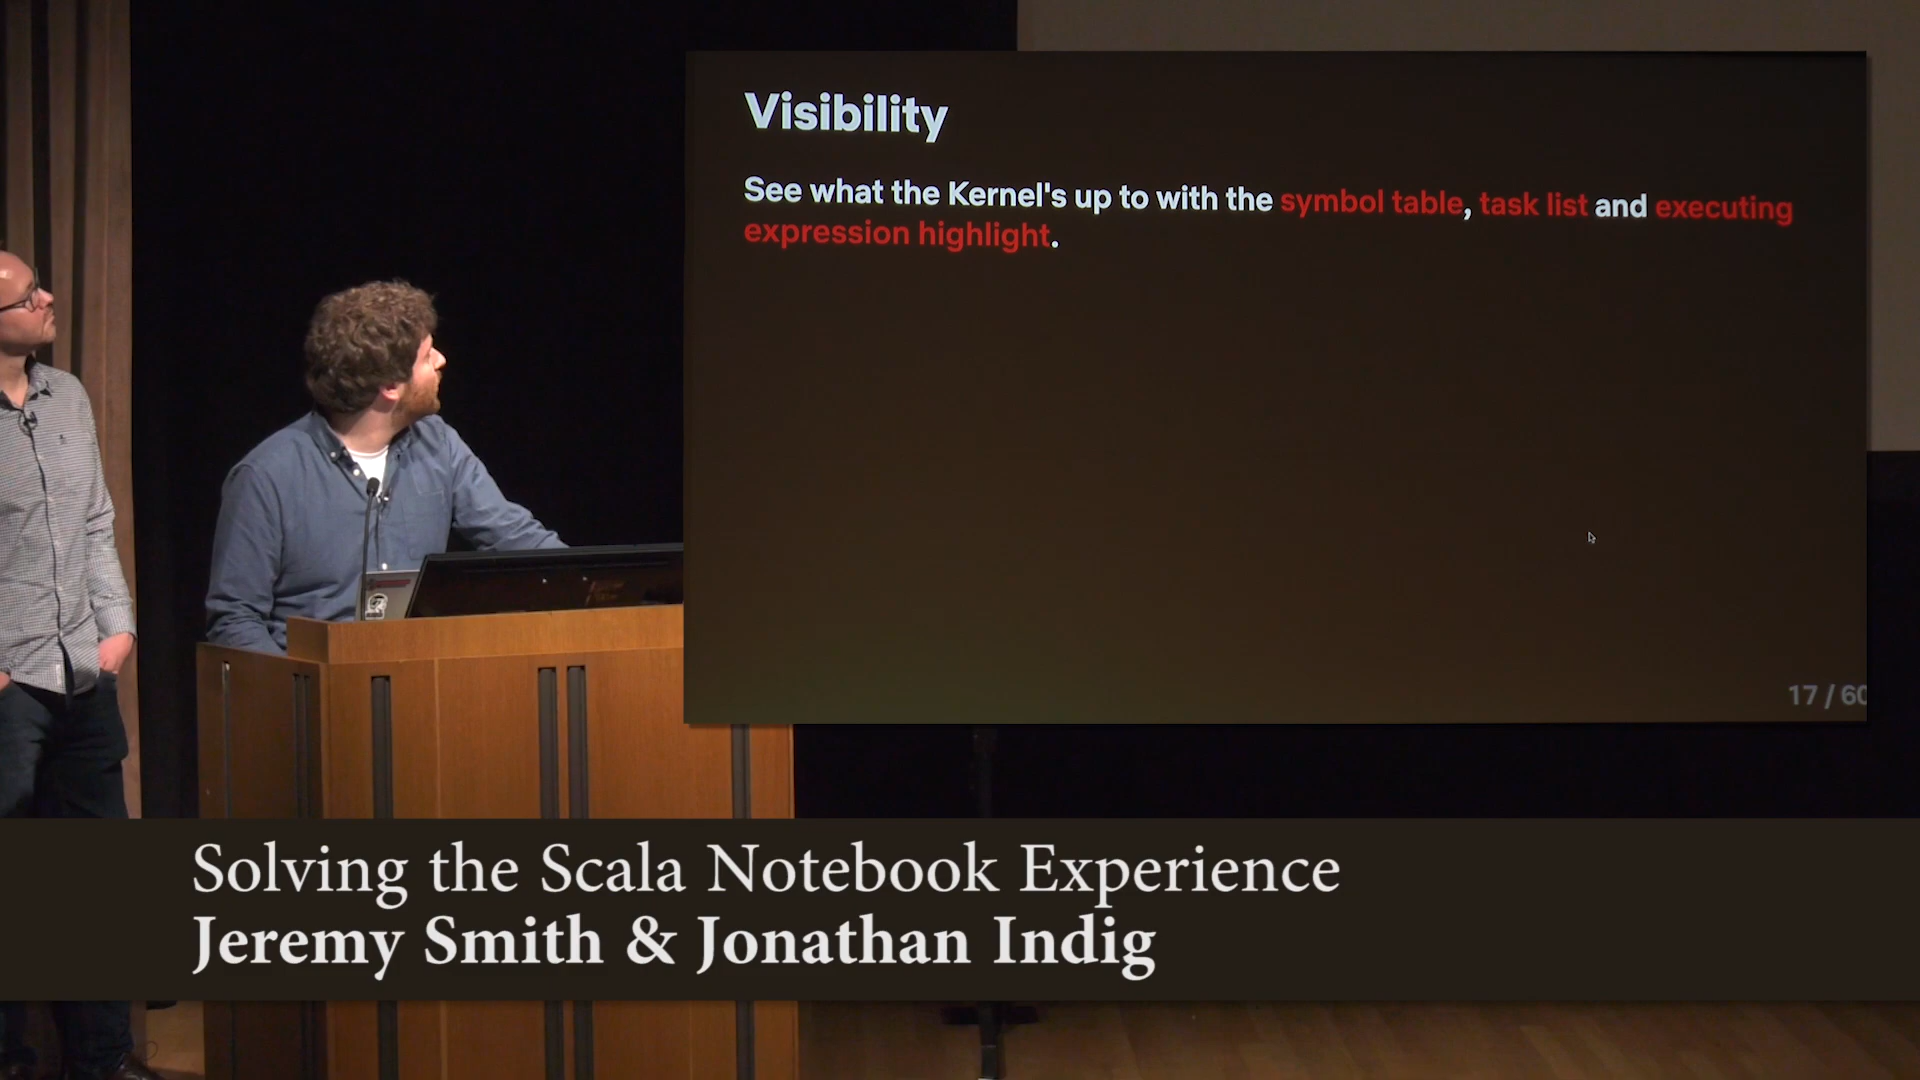 Visibility
See what the Kernel's up to with the symbol table, task list and executing
expression highlight.
17 / 60
Solving the Scala Notebook Experience
Jeremy Smith & Jonathan Indig